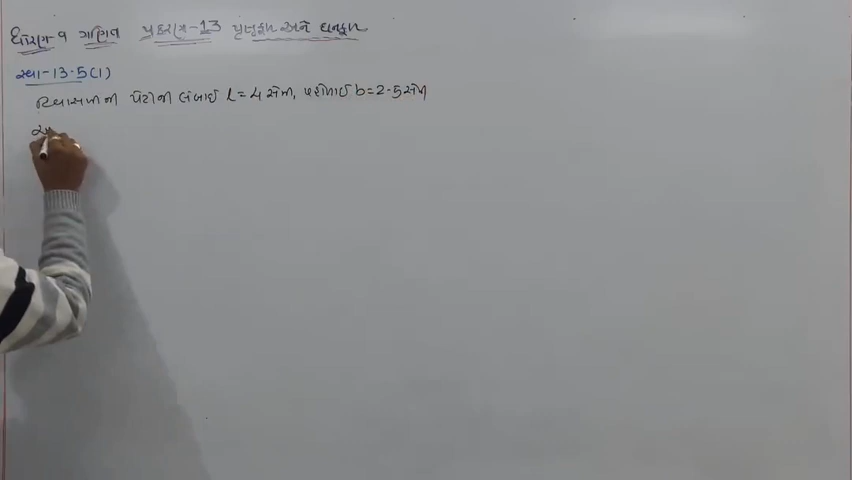 ધોરણ-૧ ગણિત પ્રકરણ-13 પૃષ્ઠફળ અને ઘનફળ
સ્વા-13.5(1)
દિવાસળીની પેટીની લંબાઈ l = 4 સેમી, પહોળાઈ b = 2.5 સેમી